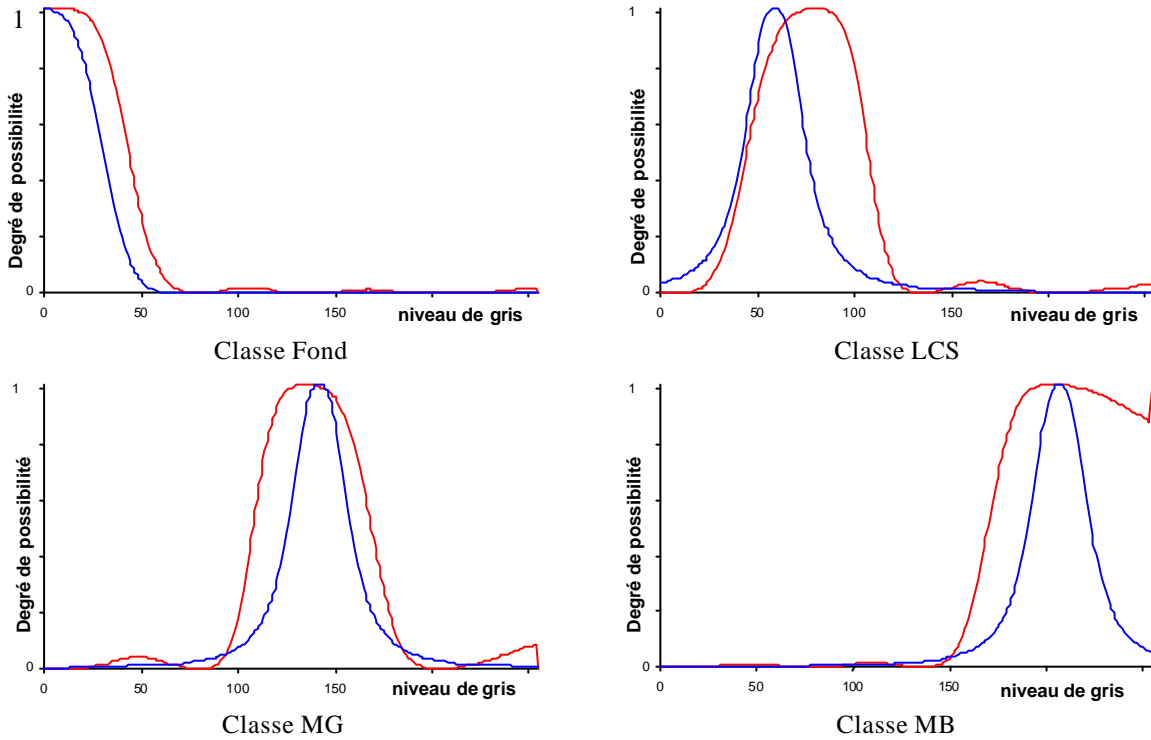 1
Degré de possibilité
0
50
100
150
niveau de gris
Classe Fond
1
Degré de possibilité
0
50
100
150
niveau de gris
Classe LCS
1
Degré de possibilité
0
0
50
100
150
niveau de gris
Classe MG
1
Degré de possibilité
0
0
50
100
150
niveau de gris
Classe MB